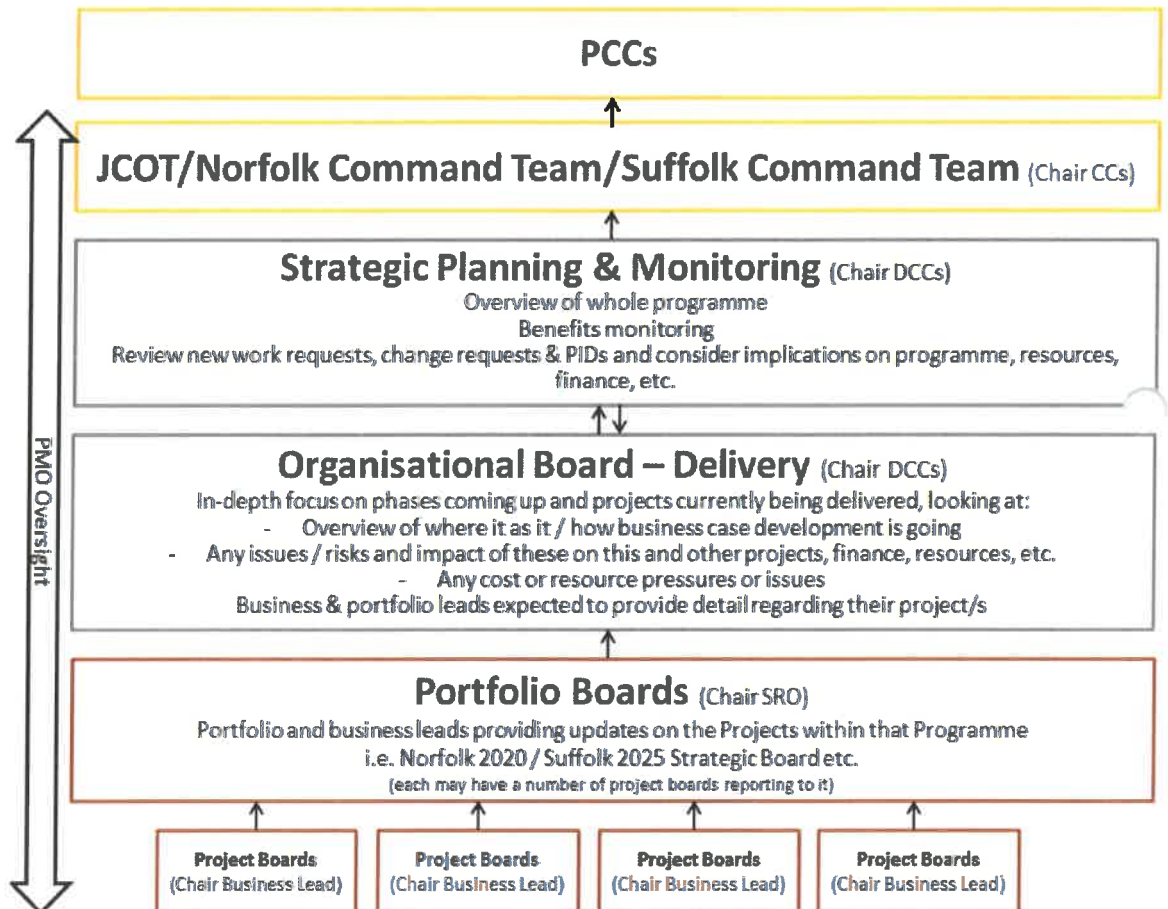 PCCs
JCOT/Norfolk Command Team/Suffolk Command Team (Chair CCs)
Strategic Planning & Monitoring (Chair DCCs)
Overview of whole programme
Benefits monitoring
Review new work requests, change requests & PIDs and consider implications on programme, resources,
finance, etc.
PMO Oversight
Organisational Board – Delivery (Chair DCCs)
In-depth focus on phases coming up and projects currently being delivered, looking at:
- Overview of where it as it / how business case development is going
- Any issues / risks and impact of these on this and other projects, finance, resources, etc.
- Any cost or resource pressures or issues
Business & portfolio leads expected to provide detail regarding their project/s
Portfolio Boards (Chair SRO)
Portfolio and business leads providing updates on the Projects within that Programme
i.e. Norfolk 2020 / Suffolk 2025 Strategic Board etc.
(each may have a number of project boards reporting to it)
Project Boards
(Chair Business Lead)
Project Boards
(Chair Business Lead)
Project Boards
(Chair Business Lead)
Project Boards
(Chair Business Lead)